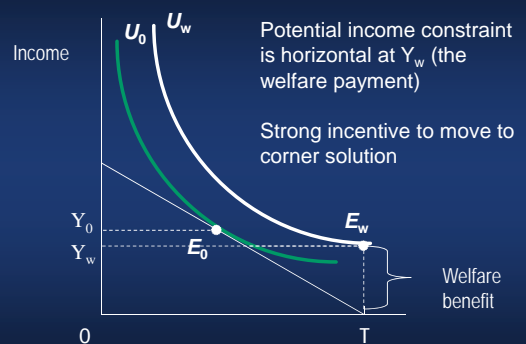 U0
Uw
Income
Potential income constraint
is horizontal at Yw (the
welfare payment)
Strong incentive to move to
corner solution
Y0
Yw
E0
Ew
Welfare
benefit
0
T